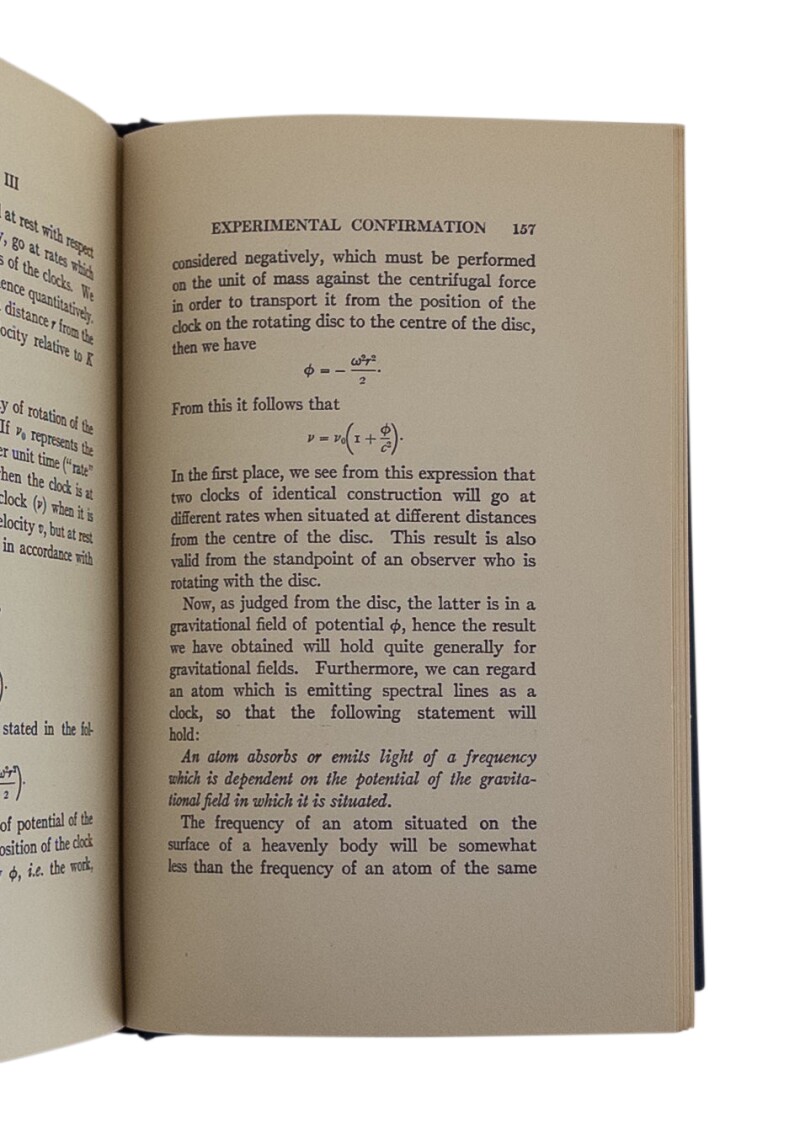 III
at rest with respect
go at rates which
of the clocks. We
ence quantitatively.
distance r from the
ocity relative to K
y of rotation of the
If ν₀ represents the
er unit time ("rate"
hen the clock is at
clock (ν) when it is
elocity v, but at rest
in accordance with
).
stated in the fol-
ω²r²/2).
of potential of the
osition of the clock
ϕ, i.e. the work,
EXPERIMENTAL CONFIRMATION 157
considered negatively, which must be performed
on the unit of mass against the centrifugal force
in order to transport it from the position of the
clock on the rotating disc to the centre of the disc,
then we have
ϕ = − ω²r²/2.
From this it follows that
ν = ν₀(1 + ϕ/c²).
In the first place, we see from this expression that
two clocks of identical construction will go at
different rates when situated at different distances
from the centre of the disc. This result is also
valid from the standpoint of an observer who is
rotating with the disc.
Now, as judged from the disc, the latter is in a
gravitational field of potential ϕ, hence the result
we have obtained will hold quite generally for
gravitational fields. Furthermore, we can regard
an atom which is emitting spectral lines as a
clock, so that the following statement will
hold:
An atom absorbs or emits light of a frequency
which is dependent on the potential of the gravita-
tional field in which it is situated.
The frequency of an atom situated on the
surface of a heavenly body will be somewhat
less than the frequency of an atom of the same